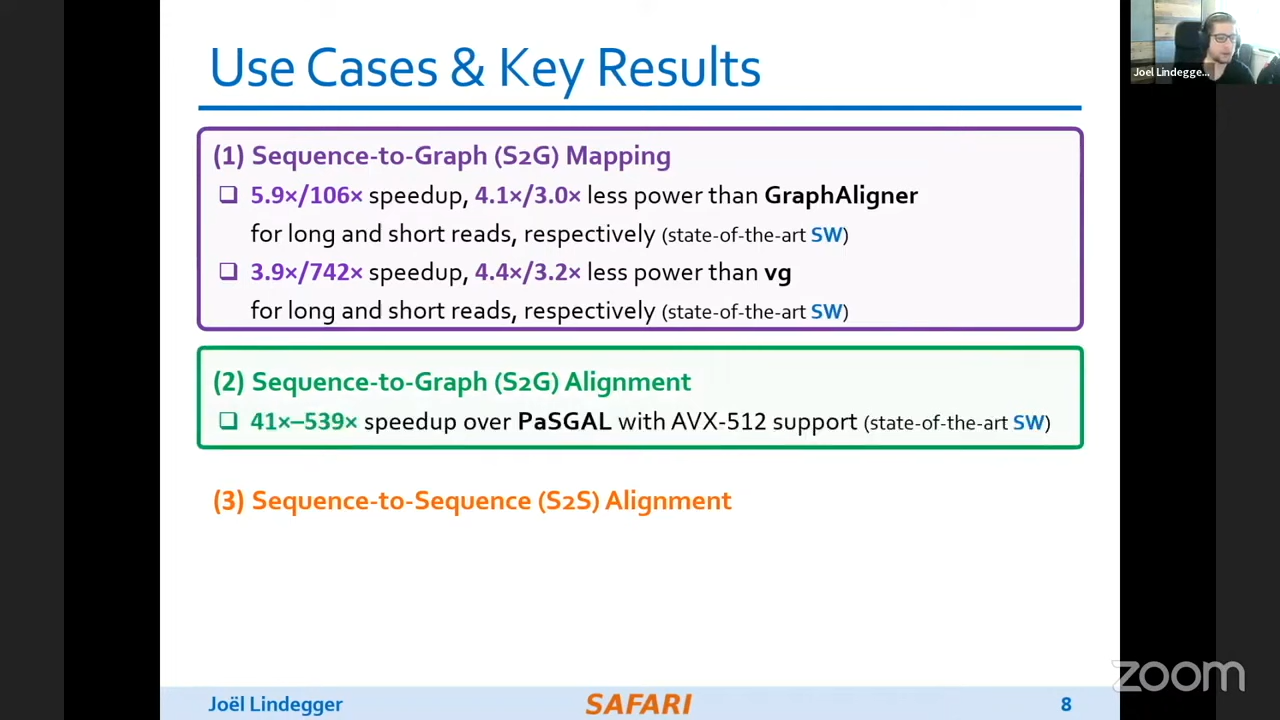 Use Cases & Key Results
Joel Lindegge...
(1) Sequence-to-Graph (S2G) Mapping
❑ 5.9×/106× speedup, 4.1×/3.0× less power than GraphAligner
for long and short reads, respectively (state-of-the-art SW)
❑ 3.9×/742× speedup, 4.4×/3.2× less power than vg
for long and short reads, respectively (state-of-the-art SW)
(2) Sequence-to-Graph (S2G) Alignment
❑ 41×–539× speedup over PaSGAL with AVX-512 support (state-of-the-art SW)
(3) Sequence-to-Sequence (S2S) Alignment
zoom
Joël Lindegger
SAFARI
8